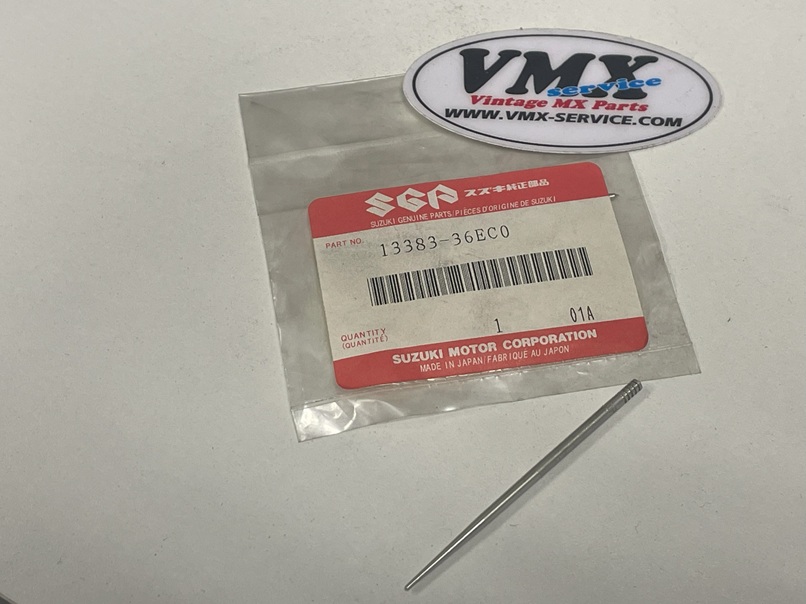 VMX
service
Vintage MX Parts
WWW.VMX-SERVICE.COM
SGP スズキ純正部品
SUZUKI GENUINE PARTS/PIÈCES D'ORIGINE DE SUZUKI
PART NO. 13383-36EC0
QUANTITY
(QUANTITÉ) 1 01A
SUZUKI MOTOR CORPORATION
MADE IN JAPAN/FABRIQUE AU JAPON